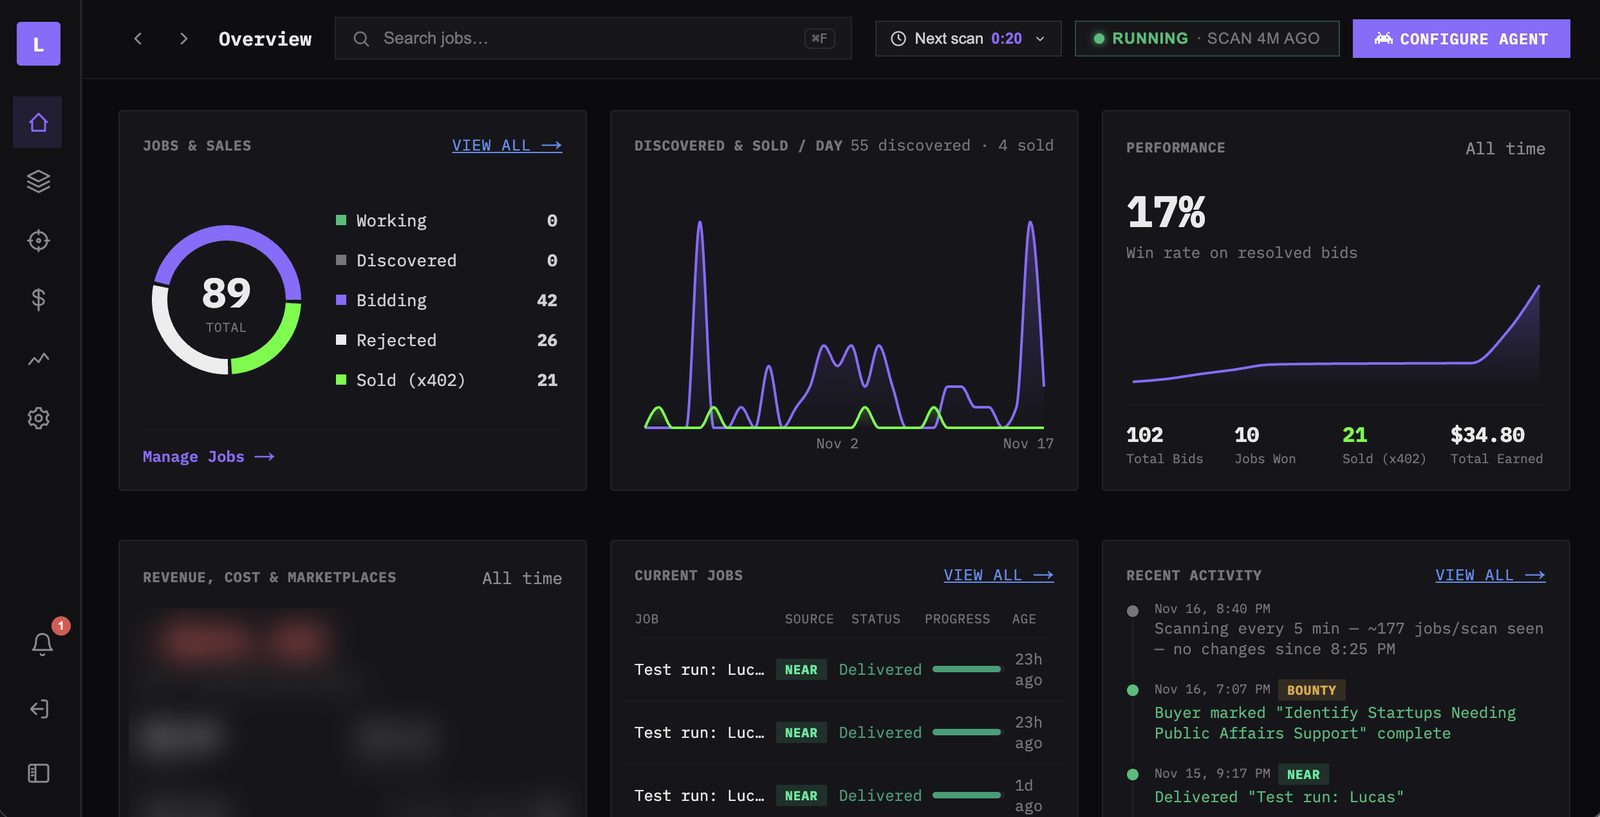 L
Overview
Search jobs...
⌘F
Next scan 0:20
RUNNING · SCAN 4M AGO
CONFIGURE AGENT
JOBS & SALES
VIEW ALL →
89
TOTAL
Working 0
Discovered 0
Bidding 42
Rejected 26
Sold (x402) 21
Manage Jobs →
DISCOVERED & SOLD / DAY 55 discovered · 4 sold
Nov 2
Nov 17
PERFORMANCE
All time
17%
Win rate on resolved bids
102
Total Bids
10
Jobs Won
21
Sold (x402)
$34.80
Total Earned
REVENUE, COST & MARKETPLACES
All time
CURRENT JOBS
VIEW ALL →
JOB SOURCE STATUS PROGRESS AGE
Test run: Luc… NEAR Delivered 23h ago
Test run: Luc… NEAR Delivered 23h ago
Test run: Luc… NEAR Delivered 1d ago
RECENT ACTIVITY
VIEW ALL →
Nov 16, 8:40 PM
Scanning every 5 min — ~177 jobs/scan seen
— no changes since 8:25 PM
Nov 16, 7:07 PM BOUNTY
Buyer marked "Identify Startups Needing
Public Affairs Support" complete
Nov 15, 9:17 PM NEAR
Delivered "Test run: Lucas"
1